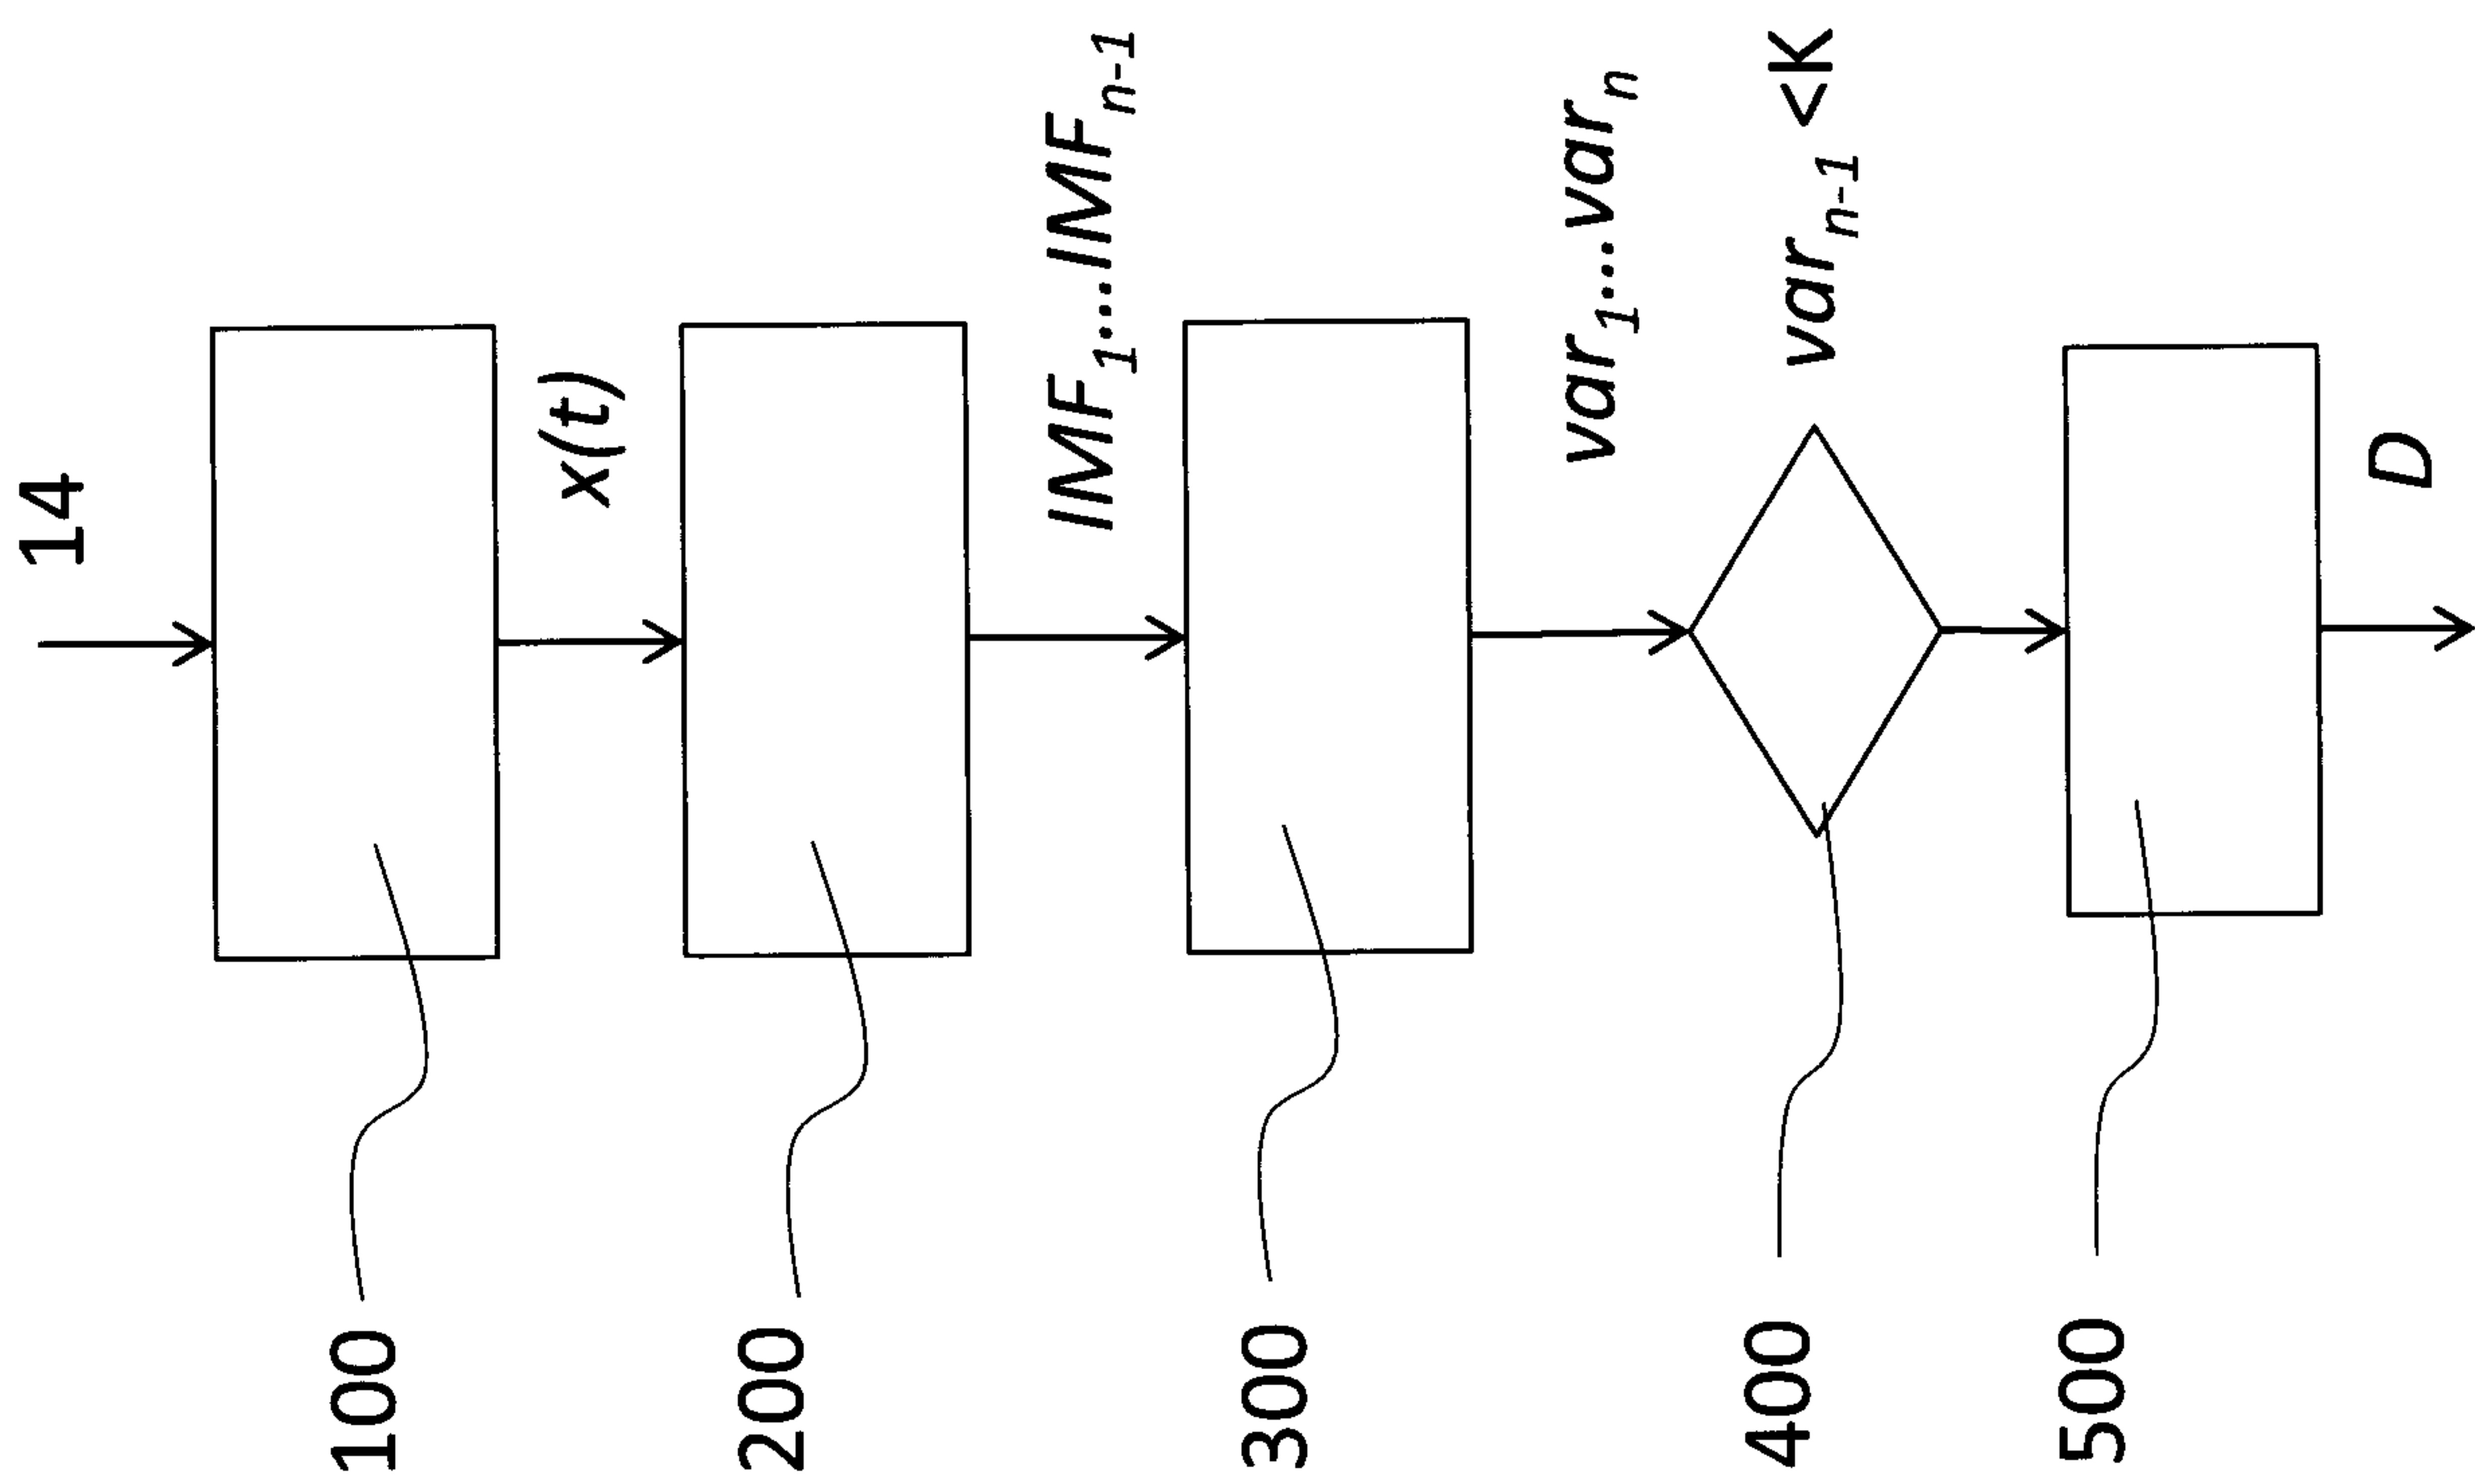 14
100
x(t)
200
IMF1...IMFn-1
300
var1...varn
400
varn-1 <K
500
D